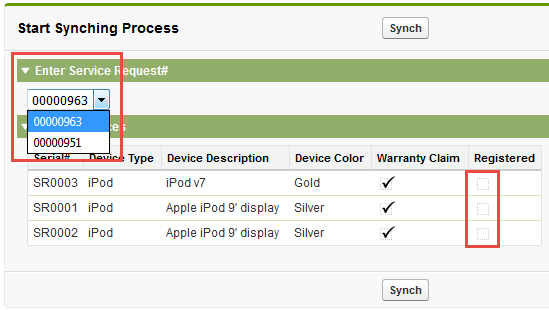 Start Synching Process Synch
Enter Service Request#
00000963
00000963
00000951
Serial# Device Type Device Description Device Color Warranty Claim Registered
SR0003 iPod iPod v7 Gold
SR0001 iPod Apple iPod 9' display Silver
SR0002 iPod Apple iPod 9' display Silver
Synch